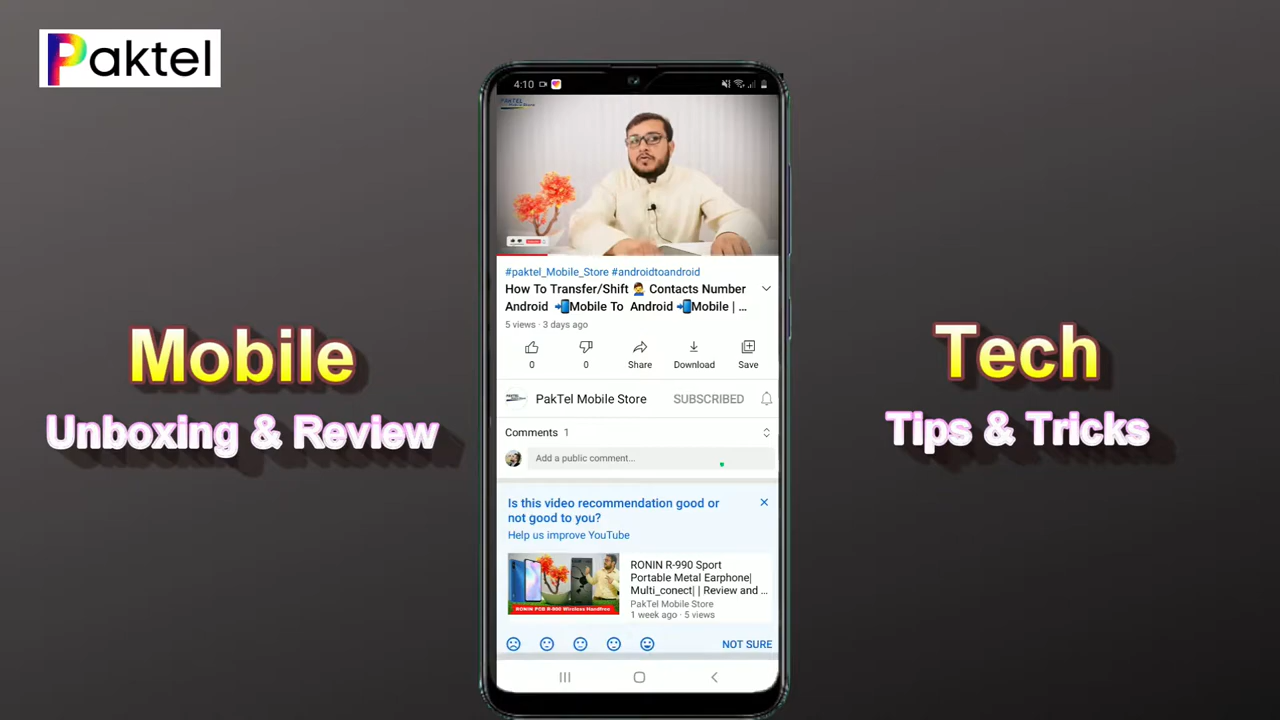 Paktel
4:10
PAKTEL
#paktel_Mobile_Store #androidtoandroid
How To Transfer/Shift 🤦 Contacts Number
Android 📲Mobile To Android 📲Mobile | ...
5 views · 3 days ago
0
0
Share
Download
Save
PakTel Mobile Store
SUBSCRIBED
Comments 1
Add a public comment...
Is this video recommendation good or
not good to you?
Help us improve YouTube
RONIN R-990 Sport
Portable Metal Earphone|
Multi_conect| | Review and ...
PakTel Mobile Store
1 week ago · 5 views
NOT SURE
Mobile
Unboxing & Review
Tech
Tips & Tricks